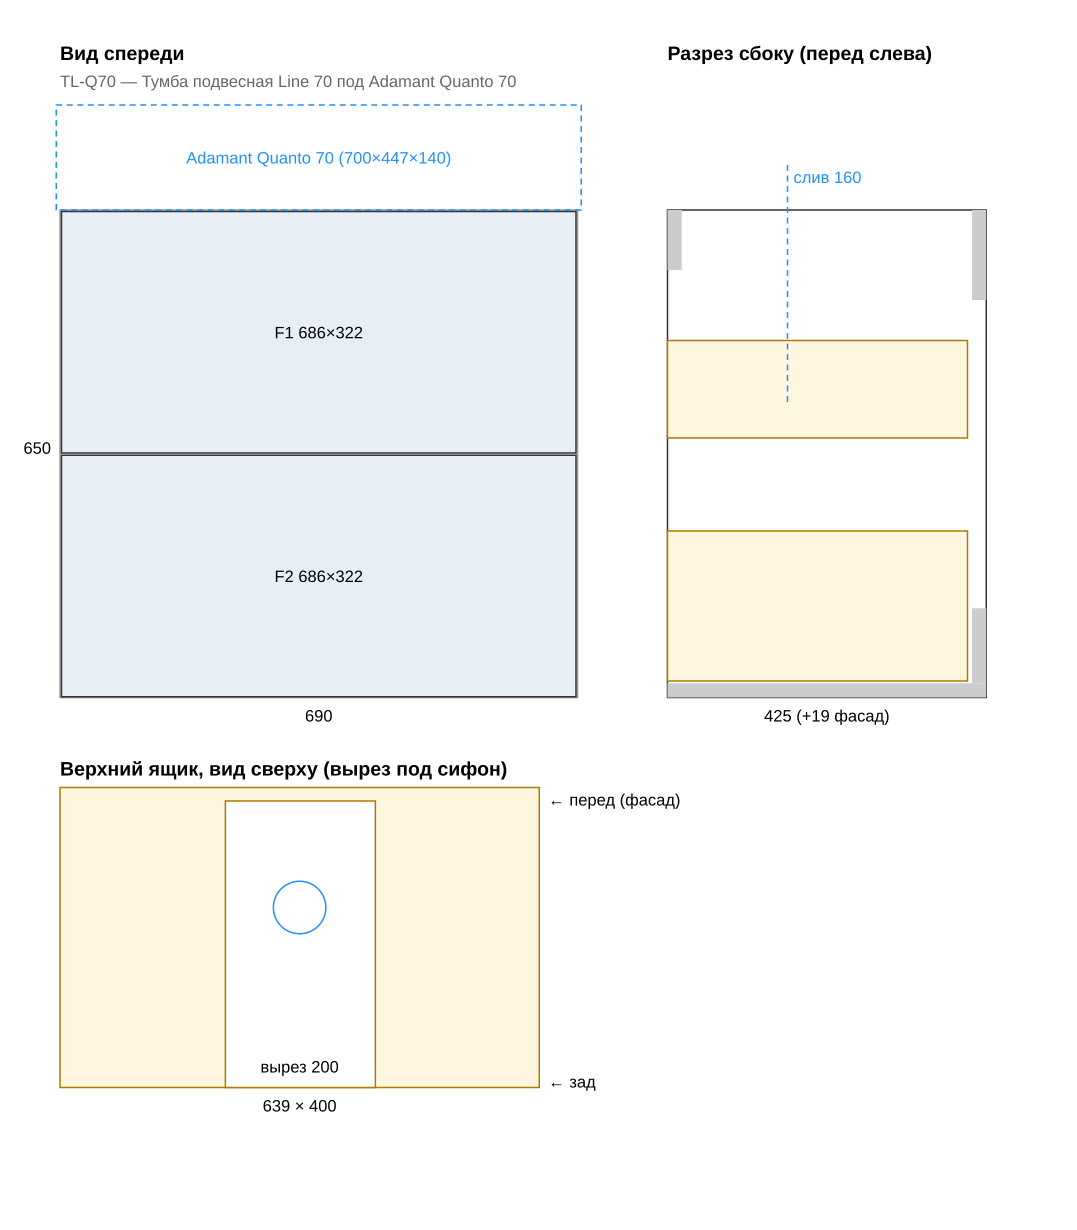 Вид спереди
TL-Q70 — Тумба подвесная Line 70 под Adamant Quanto 70
Adamant Quanto 70 (700×447×140)
F1 686×322
650
F2 686×322
690
Разрез сбоку (перед слева)
слив 160
425 (+19 фасад)
Верхний ящик, вид сверху (вырез под сифон)
← перед (фасад)
вырез 200
← зад
639 × 400